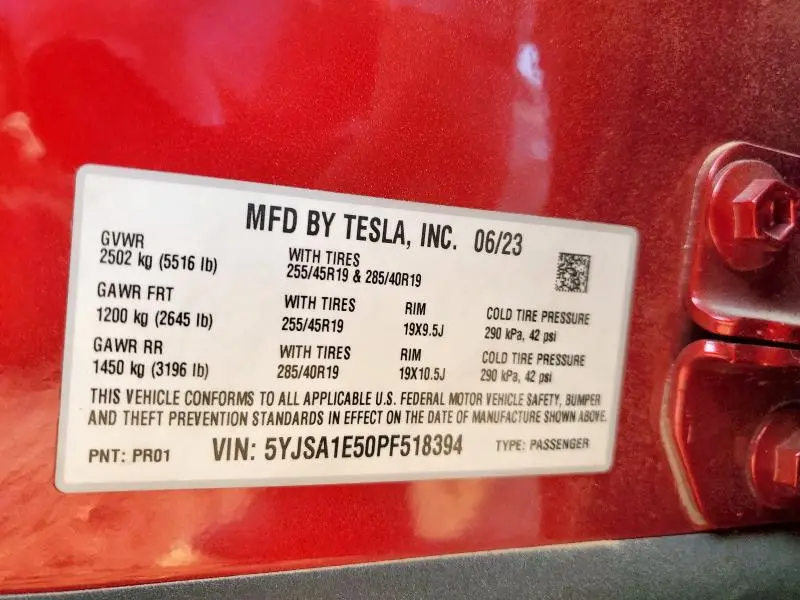 MFD BY TESLA, INC. 06/23
GVWR
2502 kg (5516 lb)
WITH TIRES
255/45R19 & 285/40R19
GAWR FRT
1200 kg (2645 lb)
WITH TIRES
255/45R19
RIM
19X9.5J
COLD TIRE PRESSURE
290 kPa, 42 psi
GAWR RR
1450 kg (3196 lb)
WITH TIRES
285/40R19
RIM
19X10.5J
COLD TIRE PRESSURE
290 kPa, 42 psi
THIS VEHICLE CONFORMS TO ALL APPLICABLE U.S. FEDERAL MOTOR VEHICLE SAFETY, BUMPER
AND THEFT PREVENTION STANDARDS IN EFFECT ON THE DATE OF MANUFACTURE SHOWN ABOVE.
PNT: PR01 VIN: 5YJSA1E50PF518394 TYPE: PASSENGER